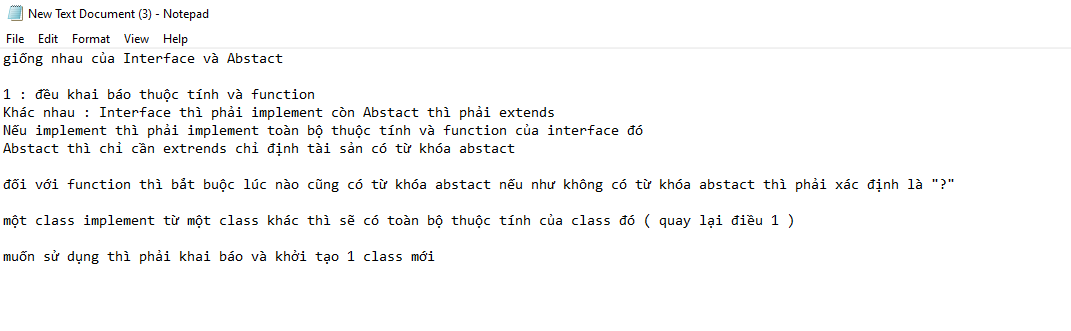 New Text Document (3) - Notepad
File Edit Format View Help
giống nhau của Interface và Abstact
1 : đều khai báo thuộc tính và function
Khác nhau : Interface thì phải implement còn Abstact thì phải extends
Nếu implement thì phải implement toàn bộ thuộc tính và function của interface đó
Abstact thì chỉ cần extrends chỉ định tài sản có từ khóa abstact
đối với function thì bắt buộc lúc nào cũng có từ khóa abstact nếu như không có từ khóa abstact thì phải xác định là "?"
một class implement từ một class khác thì sẽ có toàn bộ thuộc tính của class đó ( quay lại điều 1 )
muốn sử dụng thì phải khai báo và khởi tạo 1 class mới